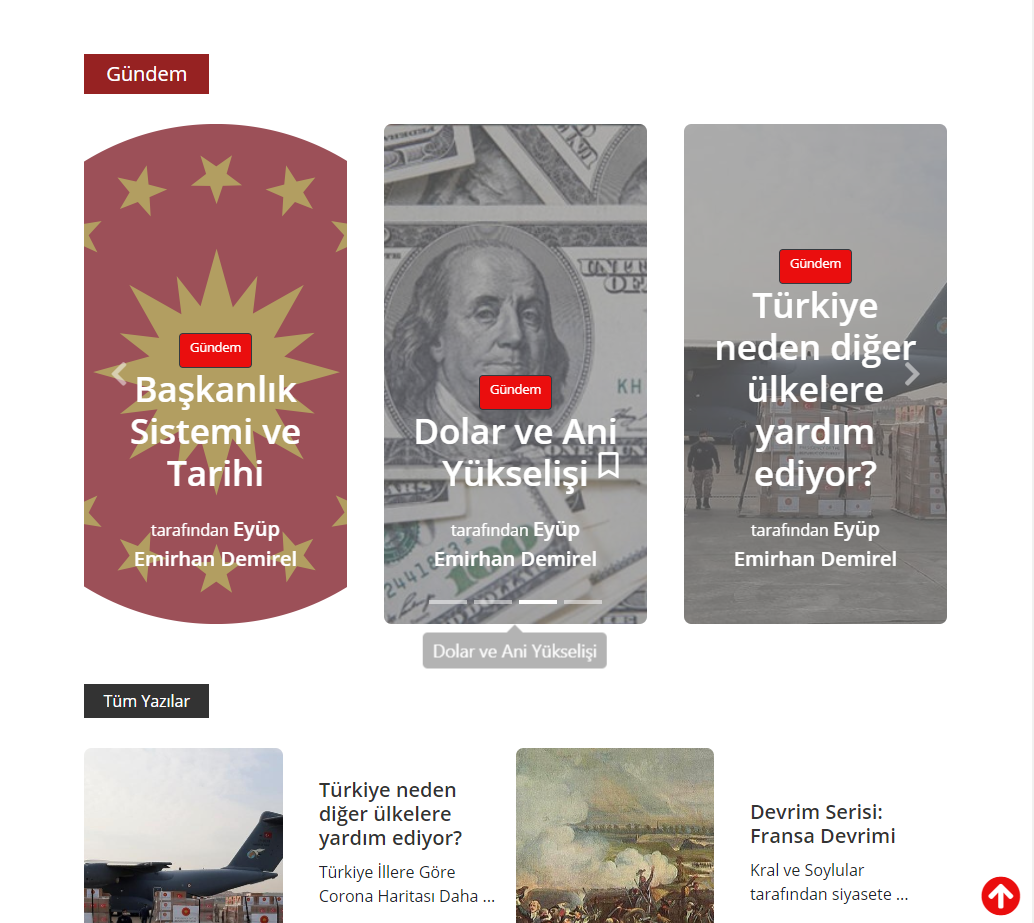 Gündem
Gündem
Başkanlık
Sistemi ve
Tarihi
tarafından Eyüp
Emirhan Demirel
Gündem
Dolar ve Ani
Yükselişi
tarafından Eyüp
Emirhan Demirel
Gündem
Türkiye
neden diğer
ülkelere
yardım
ediyor?
tarafından Eyüp
Emirhan Demirel
Dolar ve Ani Yükselişi
Tüm Yazılar
Türkiye neden
diğer ülkelere
yardım ediyor?
Türkiye İllere Göre
Corona Haritası Daha ...
Devrim Serisi:
Fransa Devrimi
Kral ve Soylular
tarafından siyasete ...